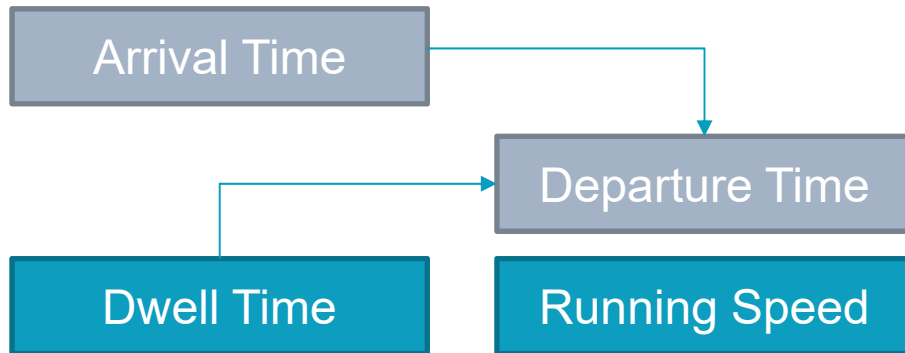 Arrival Time
Departure Time
Dwell Time
Running Speed